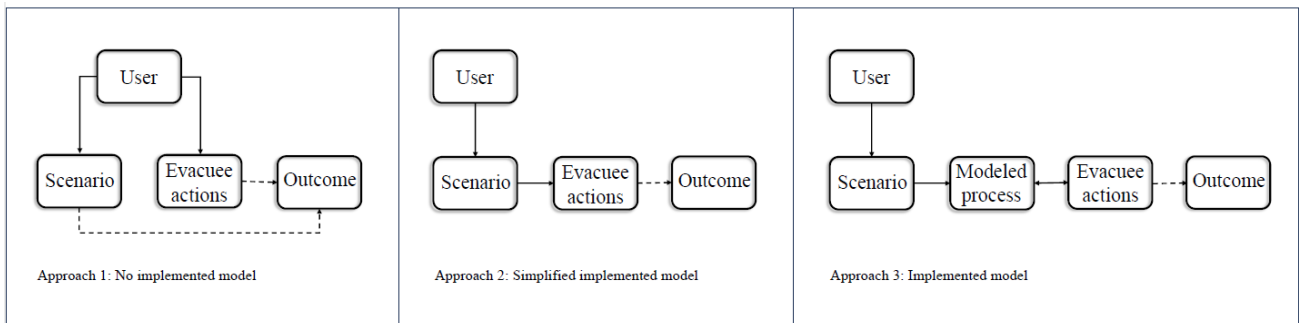 User
Scenario
Evacuee
actions
Outcome
Approach 1: No implemented model
User
Scenario
Evacuee
actions
Outcome
Approach 2: Simplified implemented model
User
Scenario
Modeled
process
Evacuee
actions
Outcome
Approach 3: Implemented model